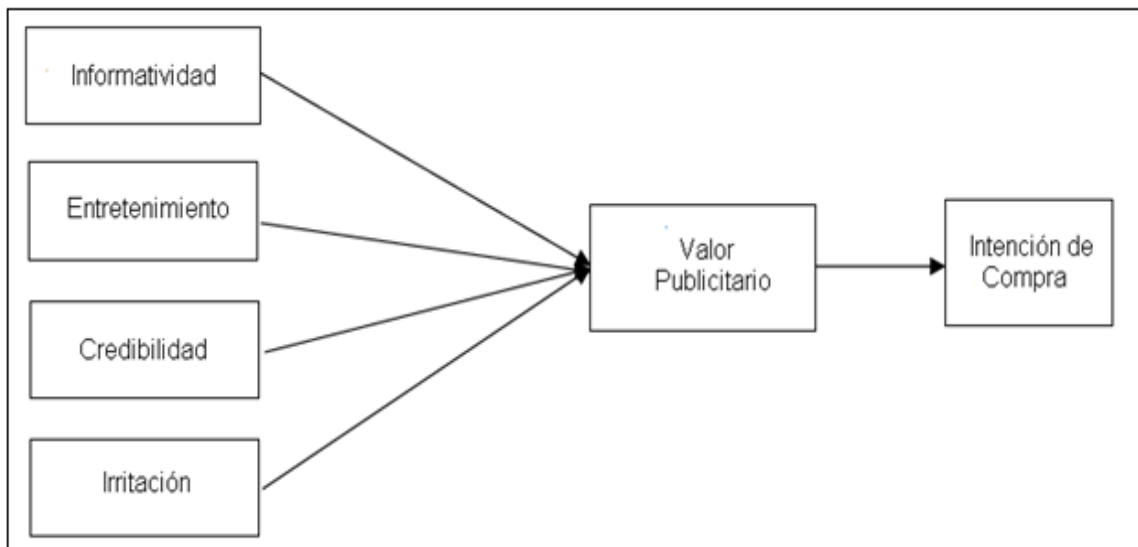 Informatividad
Entretenimiento
Credibilidad
Irritación
Valor
Publicitario
Intención de
Compra